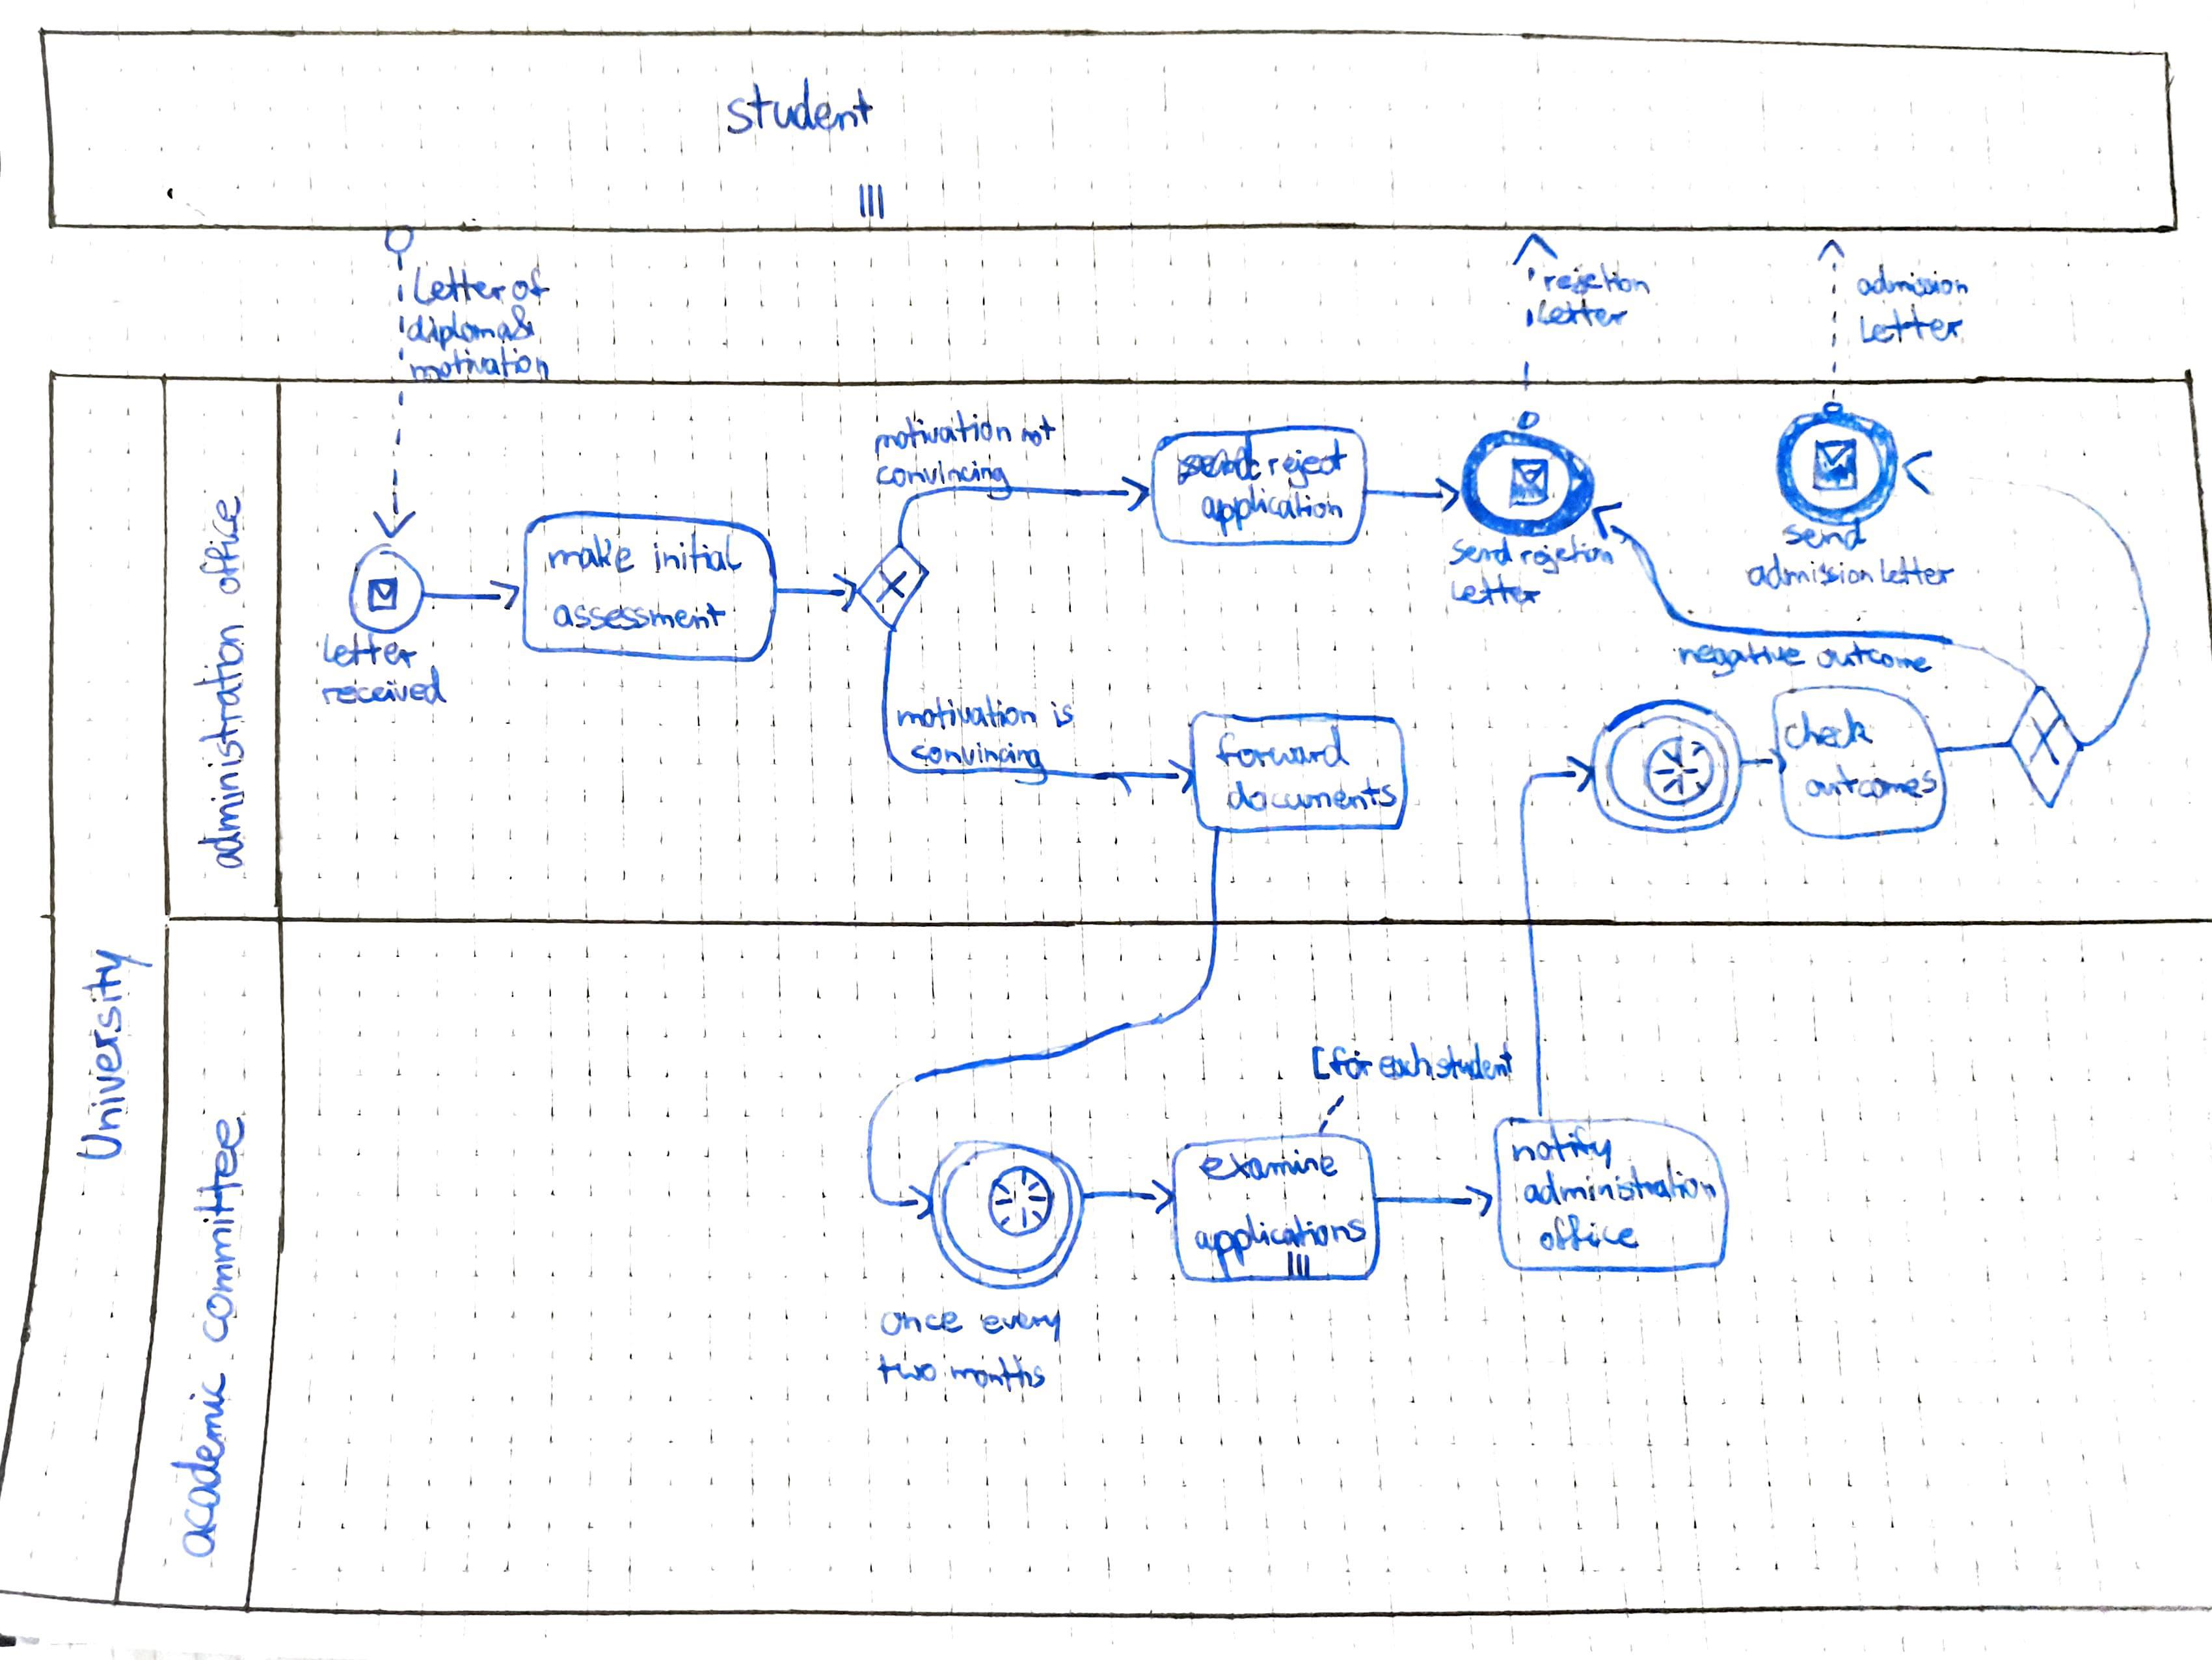 student
Letter of
diploma&
motivation
rejetion
Letter
admission
Letter
University
administration office
academic committee
letter
received
make initial
assessment
motivation not
convincing
motivation is
convincing
reject
application
send rejetion
Letter
send
admission letter
negative outcome
forward
documents
check
outcomes
once every
two months
[for each student
examine
applications
notify
administration
office